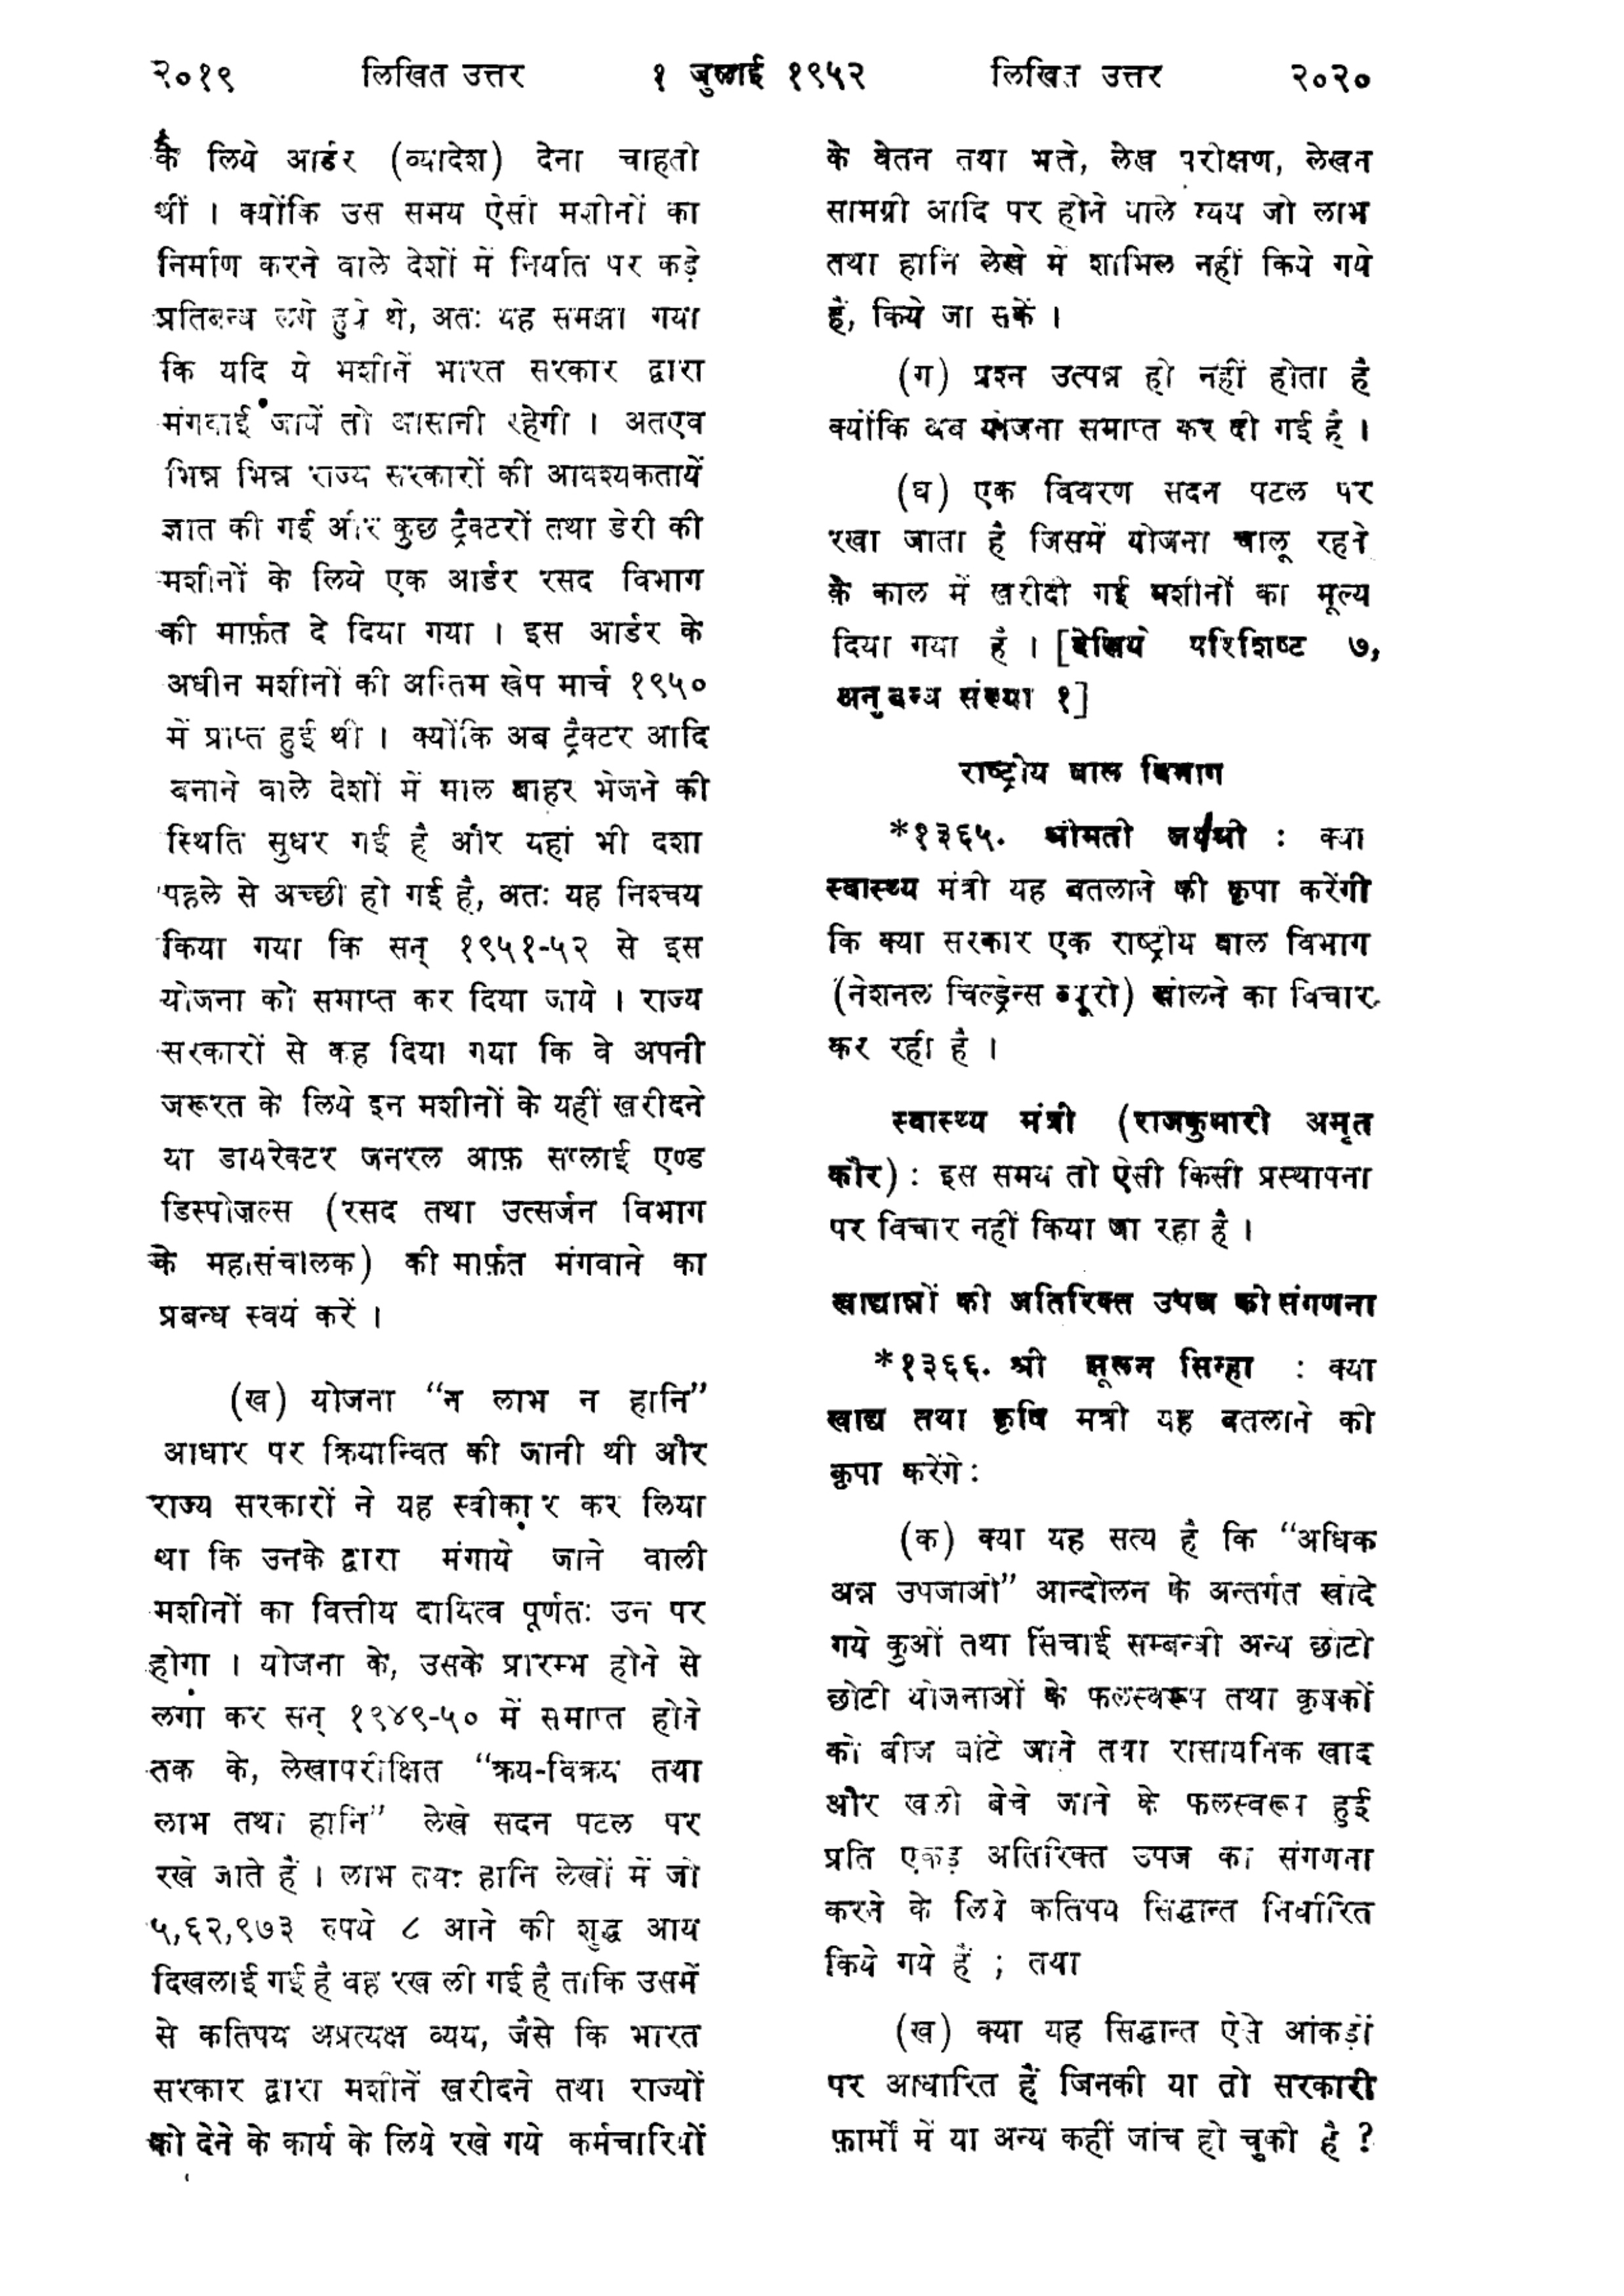 २०१९ लिखित उत्तर १ जुलाई १९५२ लिखित उत्तर २०२०
के लिये आर्डर (व्यादेश) देना चाहती
थीं । क्योंकि उस समय ऐसी मशीनों का
निर्माण करने वाले देशों में निर्यात पर कड़े
प्रतिबन्ध लगे हुये थे, अतः यह समझा गया
कि यदि ये मशीनें भारत सरकार द्वारा
मंगवाई जायें तो आसानी रहेगी । अतएव
भिन्न भिन्न राज्य सरकारों की आवश्यकतायें
ज्ञात की गई और कुछ ट्रैक्टरों तथा डेरी की
मशीनों के लिये एक आर्डर रसद विभाग
की मार्फ़त दे दिया गया । इस आर्डर के
अधीन मशीनों की अन्तिम खेप मार्च १९५०
में प्राप्त हुई थी । क्योंकि अब ट्रैक्टर आदि
बनाने वाले देशों में माल बाहर भेजने की
स्थिति सुधर गई है और यहां भी दशा
पहले से अच्छी हो गई है, अतः यह निश्चय
किया गया कि सन् १९५१-५२ से इस
योजना को समाप्त कर दिया जाये । राज्य
सरकारों से कह दिया गया कि वे अपनी
जरूरत के लिये इन मशीनों के यहीं खरीदने
या डायरेक्टर जनरल आफ़ सप्लाई एण्ड
डिस्पोजल्स (रसद तथा उत्सर्जन विभाग
के महासंचालक) की मार्फ़त मंगवाने का
प्रबन्ध स्वयं करें ।
(ख) योजना “न लाभ न हानि”
आधार पर क्रियान्वित की जानी थी और
राज्य सरकारों ने यह स्वीकार कर लिया
था कि उनके द्वारा मंगाये जाने वाली
मशीनों का वित्तीय दायित्व पूर्णतः उन पर
होगा । योजना के, उसके प्रारम्भ होने से
लगा कर सन् १९४९-५० में समाप्त होने
तक के, लेखापरीक्षित “क्रय-विक्रय तथा
लाभ तथा हानि” लेखे सदन पटल पर
रखे जाते हैं । लाभ तथा हानि लेखों में जो
५,६२,९७३ रुपये ८ आने की शुद्ध आय
दिखलाई गई है वह रख ली गई है ताकि उसमें
से कतिपय अप्रत्यक्ष व्यय, जैसे कि भारत
सरकार द्वारा मशीनें खरीदने तथा राज्यों
को देने के कार्य के लिये रखे गये कर्मचारियों
के वेतन तथा भत्ते, लेख परीक्षण, लेखन
सामग्री आदि पर होने वाले व्यय जो लाभ
तथा हानि लेखे में शामिल नहीं किये गये
हैं, किये जा सकें ।
(ग) प्रश्न उत्पन्न ही नहीं होता है
क्योंकि अब योजना समाप्त कर दी गई है ।
(घ) एक विवरण सदन पटल पर
रखा जाता है जिसमें योजना चालू रहने
के काल में खरीदी गई मशीनों का मूल्य
दिया गया है । [देखिये परिशिष्ट ७,
अनुबन्ध संख्या १]
राष्ट्रीय बाल विभाग
*१३६५. श्रीमती जयश्री : क्या
स्वास्थ्य मंत्री यह बतलाने की कृपा करेंगी
कि क्या सरकार एक राष्ट्रीय बाल विभाग
(नेशनल चिल्ड्रेन्स ब्यूरो) खोलने का विचार
कर रही है ।
स्वास्थ्य मंत्री (राजकुमारी अमृत
कौर) : इस समय तो ऐसी किसी प्रस्थापना
पर विचार नहीं किया जा रहा है ।
खाद्यान्नों की अतिरिक्त उपज की संगणना
*१३६६. श्री झूलन सिन्हा : क्या
खाद्य तथा कृषि मंत्री यह बतलाने की
कृपा करेंगे :
(क) क्या यह सत्य है कि “अधिक
अन्न उपजाओ” आन्दोलन के अन्तर्गत खोदे
गये कुओं तथा सिंचाई सम्बन्धी अन्य छोटी
छोटी योजनाओं के फलस्वरूप तथा कृषकों
को बीज बांटे जाने तथा रासायनिक खाद
और खली बेचे जाने के फलस्वरूप हुई
प्रति एकड़ अतिरिक्त उपज का संगणना
करने के लिये कतिपय सिद्धान्त निर्धारित
किये गये हैं ; तथा
(ख) क्या यह सिद्धान्त ऐसे आंकड़ों
पर आधारित हैं जिनकी या तो सरकारी
फ़ार्मों में या अन्य कहीं जांच हो चुकी है ?